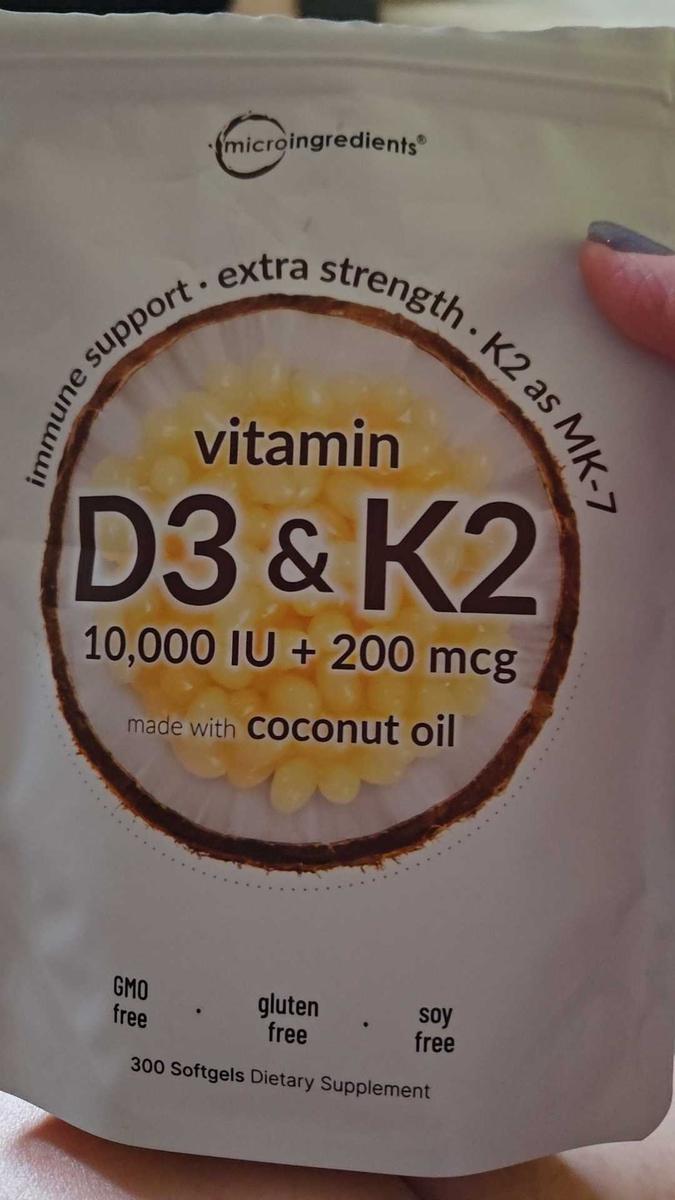 microingredients®
immune support · extra strength · K2 as MK-7
vitamin
D3 & K2
10,000 IU + 200 mcg
made with coconut oil
GMO free · gluten free · soy free
300 Softgels Dietary Supplement